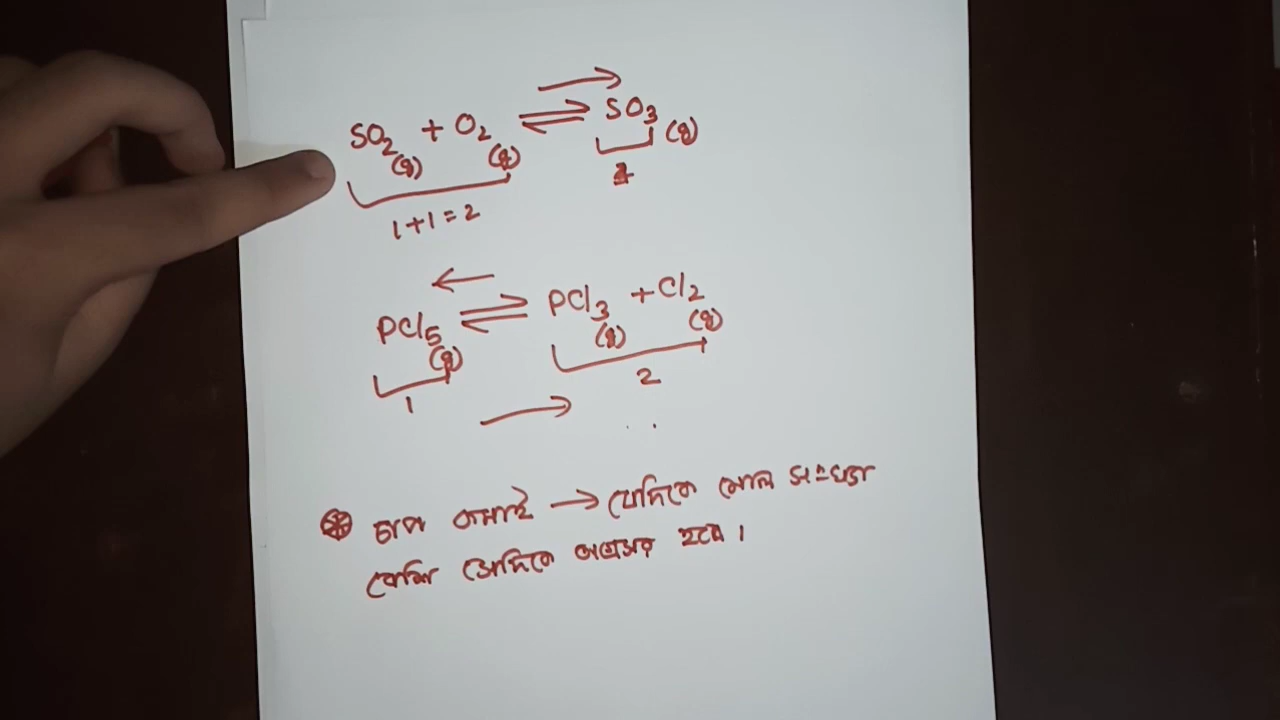 SO₂(g) + O₂(g) ⇌ SO₃(g)
1+1=2
PCl₅(g) ⇌ PCl₃(g) + Cl₂(g)
1 2
চাপ কমাই → যেদিকে মোল সংখ্যা
বেশি সেদিকে অগ্রসর হবে।